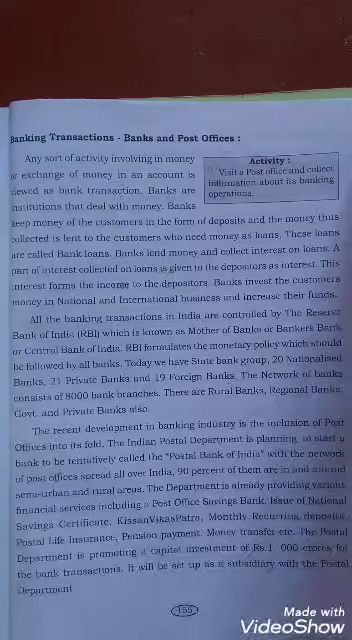 Banking Transactions - Banks and Post Offices :
Any sort of activity involving in money
or exchange of money in an account is
viewed as bank transaction. Banks are
institutions that deal with money. Banks
Activity :
Visit a Post office and collect
information about its banking
operations.
keep money of the customers in the form of deposits and the money thus
collected is lent to the customers who need money as loans. These loans
are called Bank loans. Banks lend money and collect interest on loans. A
part of interest collected on loans is given to the depositors as interest. This
interest forms the income to the depositors. Banks invest the customers
money in National and International business and increase their funds.
All the banking transactions in India are controlled by The Reserve
Bank of India (RBI) which is known as Mother of Banks or Bankers Bank
or Central Bank of India. RBI formulates the monetary policy which should
be followed by all banks. Today we have State bank group, 20 Nationalised
Banks, 21 Private Banks and 19 Foreign Banks. The Network of banks
consists of 8000 bank branches. There are Rural Banks, Regional Banks,
Govt. and Private Banks also.
The recent development in banking industry is the inclusion of Post
Offices into its fold. The Indian Postal Department is planning to start a
bank to be tentatively called the "Postal Bank of India" with the network
of post offices spread all over India, 90 percent of them are in and around
semi-urban and rural areas. The Department is already providing various
financial services including a Post Office Savings Bank. Issue of National
Savings Certificate, KissanVikasPatra, Monthly Recurring deposits,
Postal Life Insurance, Pension payment, Money transfer etc. The Postal
Department is promoting a capital investment of Rs.1 000 crores for
the bank transactions. It will be set up as a subsidiary with the Postal
Department
155
Made with
VideoShow